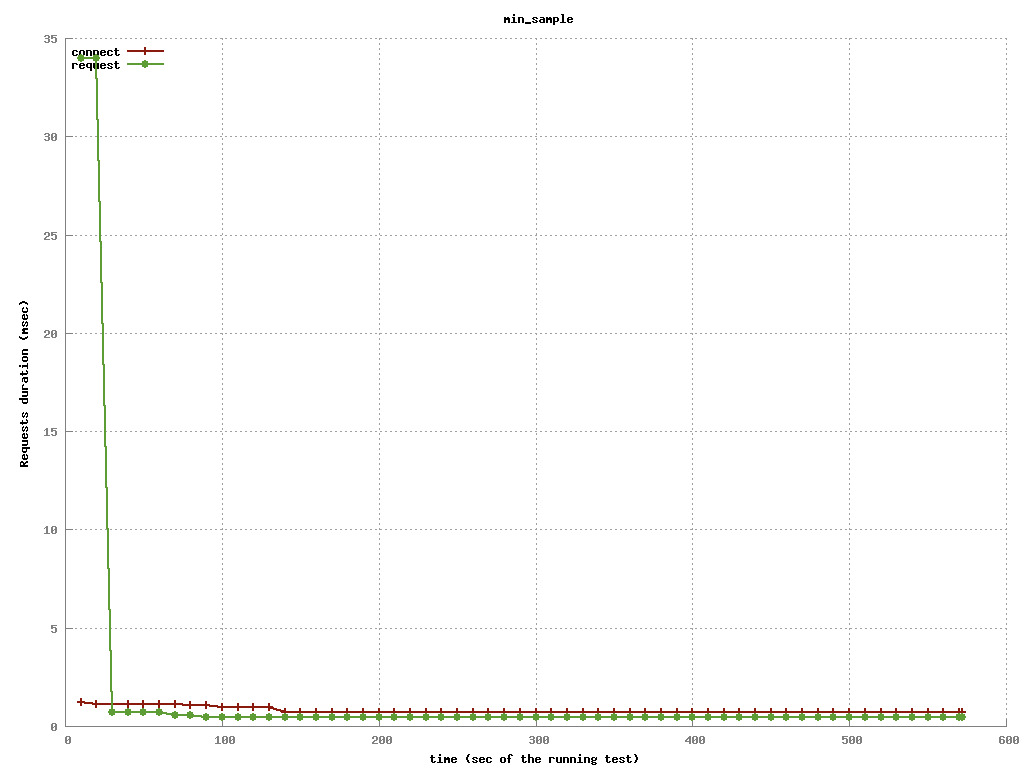 min_sample
35
connect
request
30
25
20
Requests duration (msec)
15
10
5
0
0 100 200 300 400 500 600
time (sec of the running test)